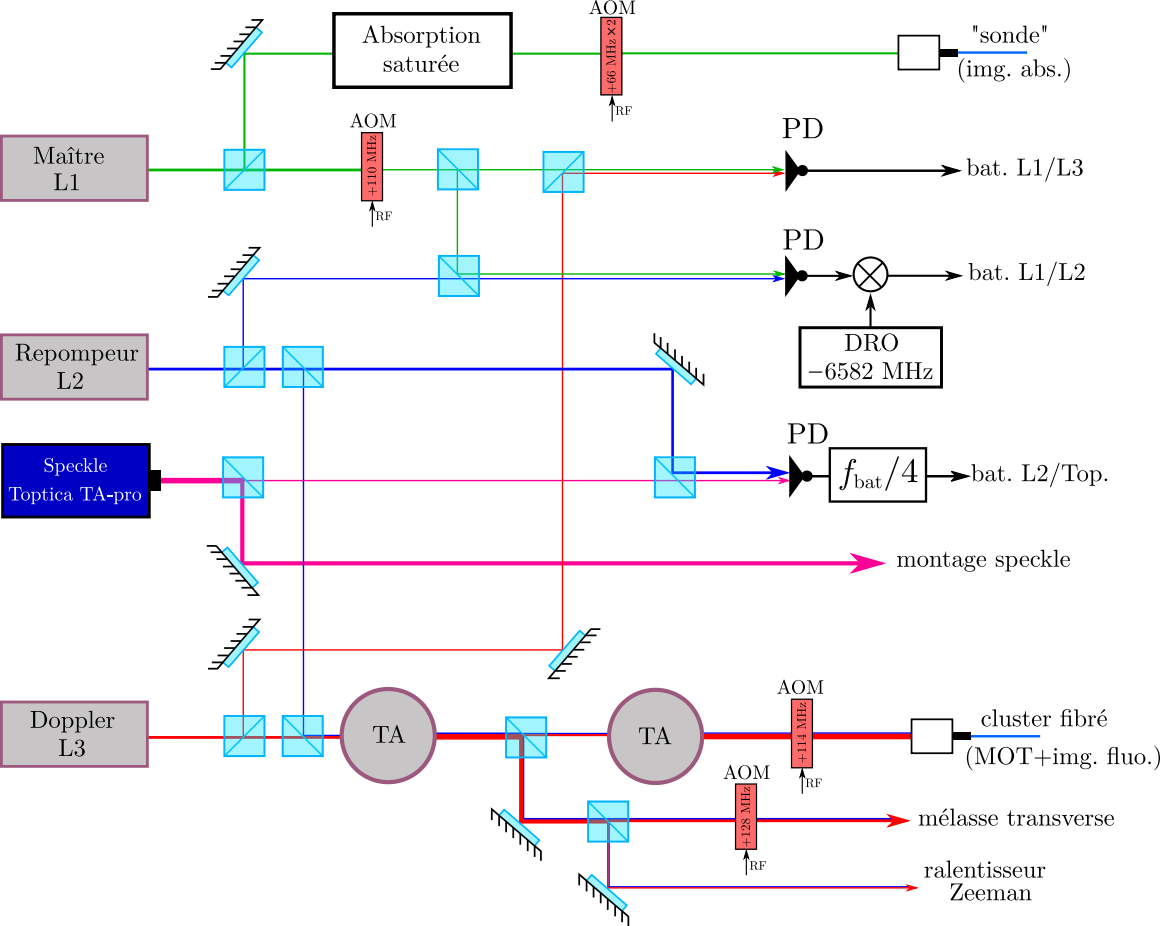 AOM
Absorption
saturée
+66 MHz ×2
RF
"sonde"
(img. abs.)
AOM
PD
Maître
L1
+110 MHz
RF
bat. L1/L3
PD
bat. L1/L2
Repompeur
L2
DRO
−6582 MHz
PD
Speckle
Toptica TA-pro
fbat/4
bat. L2/Top.
montage speckle
AOM
Doppler
L3
TA
TA
+114 MHz
RF
cluster fibré
(MOT+img. fluo.)
AOM
+128 MHz
RF
mélasse transverse
ralentisseur
Zeeman